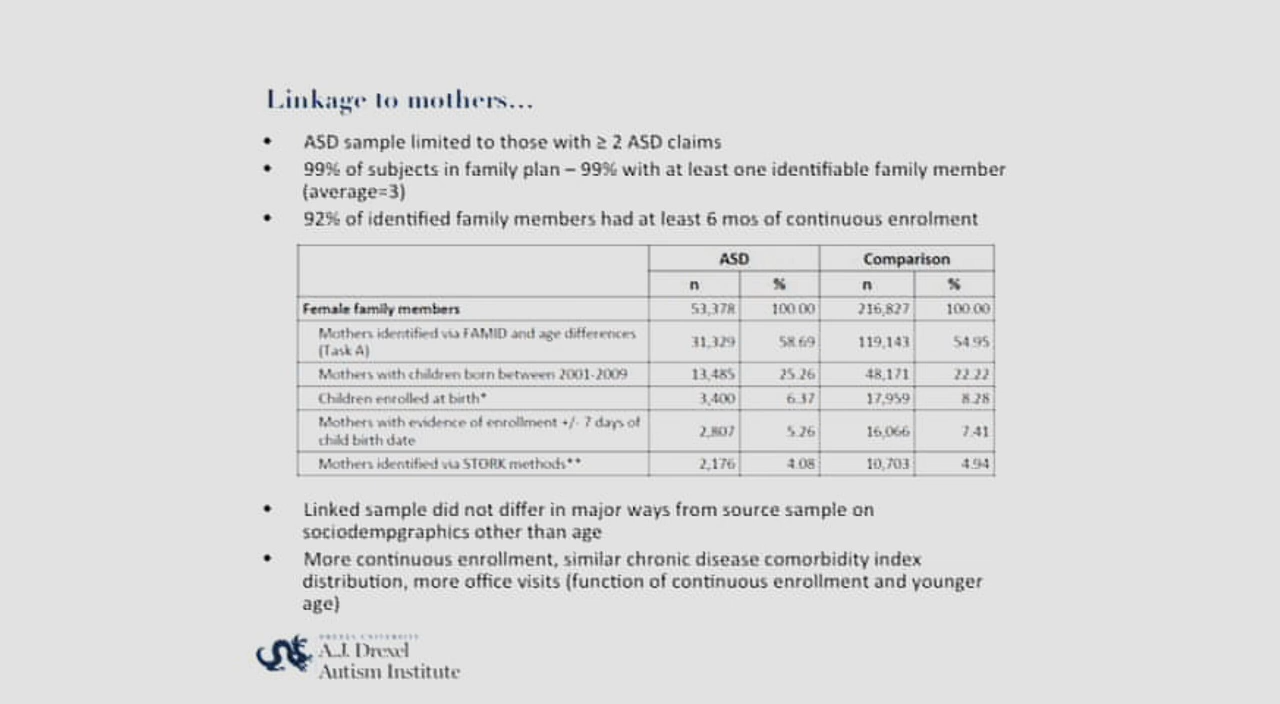 Linkage to mothers...
• ASD sample limited to those with ≥ 2 ASD claims
• 99% of subjects in family plan – 99% with at least one identifiable family member
(average=3)
• 92% of identified family members had at least 6 mos of continuous enrolment
ASD Comparison
n % n %
Female family members 53,378 100.00 216,827 100.00
Mothers identified via FAMID and age differences
(Task A) 31,329 58.69 119,143 54.95
Mothers with children born between 2001-2009 13,485 25.26 48,171 22.22
Children enrolled at birth* 3,400 6.37 17,959 8.28
Mothers with evidence of enrollment +/- 7 days of
child birth date 2,807 5.26 16,066 7.41
Mothers identified via STORK methods** 2,176 4.08 10,703 4.94
• Linked sample did not differ in major ways from source sample on
sociodempgraphics other than age
• More continuous enrollment, similar chronic disease comorbidity index
distribution, more office visits (function of continuous enrollment and younger
age)
DREXEL UNIVERSITY
A.J. Drexel
Autism Institute